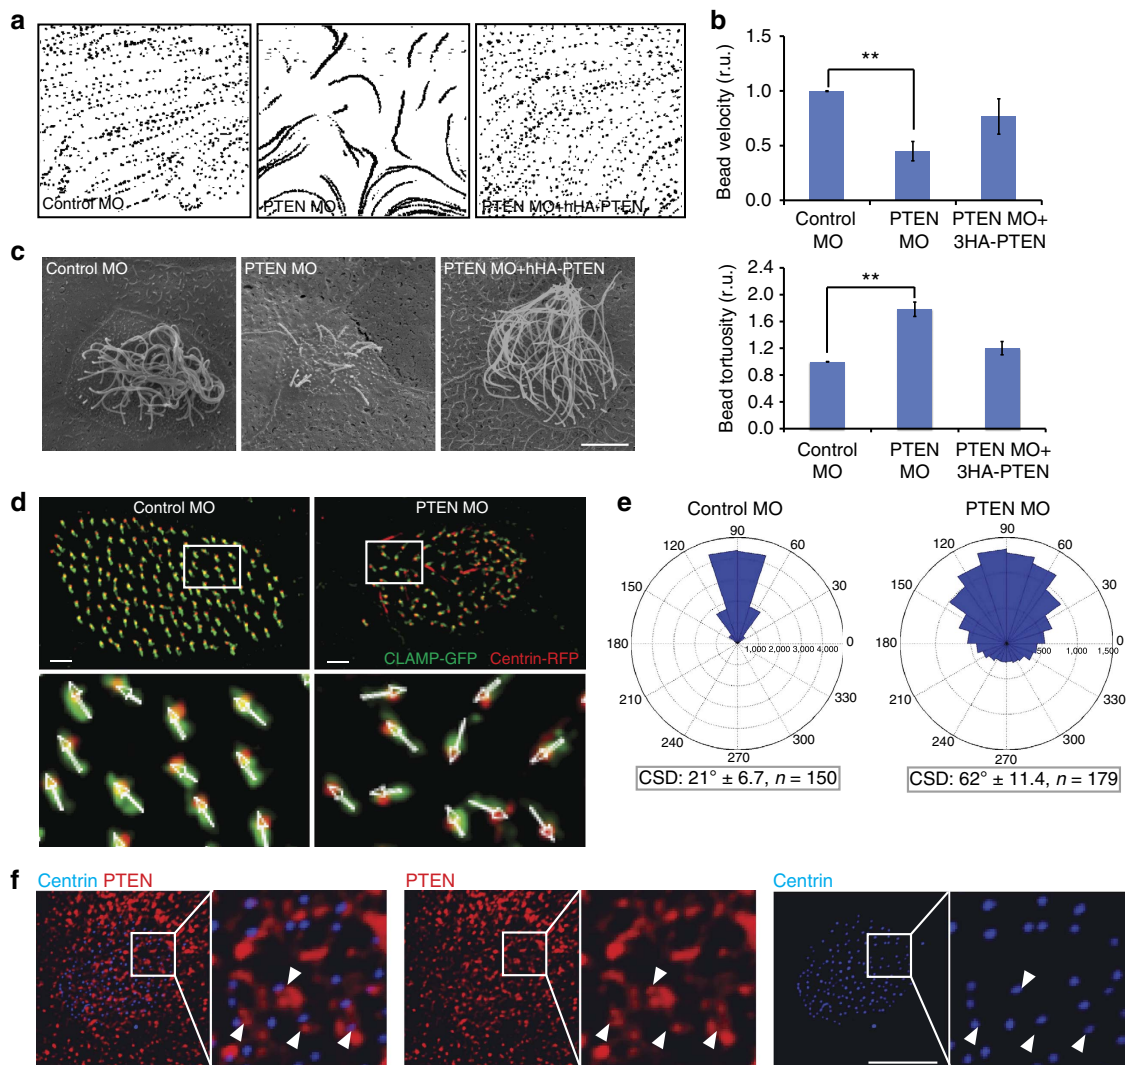 a
Control MO
PTEN MO
PTEN MO+hHA-PTEN
b
Bead velocity (r.u.)
1.5
1.0
0.5
0.0
Control MO
PTEN MO
PTEN MO+ 3HA-PTEN
**
Bead tortuosity (r.u.)
2.4
2.0
1.6
1.2
0.8
0.4
0.0
Control MO
PTEN MO
PTEN MO+ 3HA-PTEN
**
c
Control MO
PTEN MO
PTEN MO+hHA-PTEN
d
Control MO
PTEN MO
CLAMP-GFP Centrin-RFP
e
Control MO
90
120
60
150
30
180
0
1,000 2,000 3,000 4,000
210
330
240
300
270
CSD: 21° ± 6.7, n = 150
PTEN MO
90
120
60
150
30
180
0
500 1,000 1,500
210
330
240
300
270
CSD: 62° ± 11.4, n = 179
f
Centrin PTEN
PTEN
Centrin